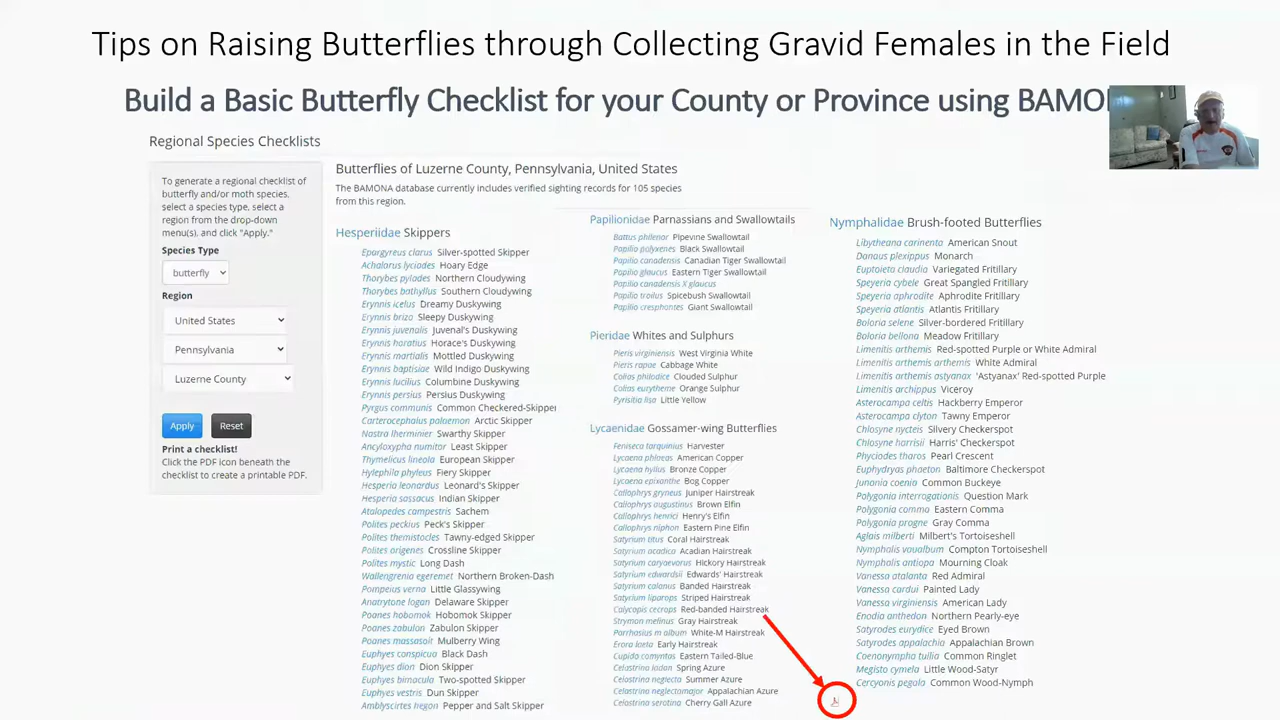 Tips on Raising Butterflies through Collecting Gravid Females in the Field
Build a Basic Butterfly Checklist for your County or Province using BAMO
Regional Species Checklists
To generate a regional checklist of
butterfly and/or moth species,
select a species type, select a
region from the drop-down
menu(s), and click "Apply."
Species Type
butterfly
Region
United States
Pennsylvania
Luzerne County
Apply Reset
Print a checklist!
Click the PDF icon beneath the
checklist to create a printable PDF.
Butterflies of Luzerne County, Pennsylvania, United States
The BAMONA database currently includes verified sighting records for 105 species
from this region.
Hesperiidae Skippers
Epargyreus clarus Silver-spotted Skipper
Achalarus lyciades Hoary Edge
Thorybes pylades Northern Cloudywing
Thorybes bathyllus Southern Cloudywing
Erynnis icelus Dreamy Duskywing
Erynnis brizo Sleepy Duskywing
Erynnis juvenalis Juvenal's Duskywing
Erynnis horatius Horace's Duskywing
Erynnis martialis Mottled Duskywing
Erynnis baptisiae Wild Indigo Duskywing
Erynnis lucilius Columbine Duskywing
Erynnis persius Persius Duskywing
Pyrgus communis Common Checkered-Skipper
Carterocephalus palaemon Arctic Skipper
Nastra lherminier Swarthy Skipper
Ancyloxypha numitor Least Skipper
Thymelicus lineola European Skipper
Hylephila phyleus Fiery Skipper
Hesperia leonardus Leonard's Skipper
Hesperia sassacus Indian Skipper
Atalopedes campestris Sachem
Polites peckius Peck's Skipper
Polites themistocles Tawny-edged Skipper
Polites origenes Crossline Skipper
Polites mystic Long Dash
Wallengrenia egeremet Northern Broken-Dash
Pompeius verna Little Glassywing
Anatrytone logan Delaware Skipper
Poanes hobomok Hobomok Skipper
Poanes zabulon Zabulon Skipper
Poanes massasoit Mulberry Wing
Euphyes conspicua Black Dash
Euphyes dion Dion Skipper
Euphyes bimacula Two-spotted Skipper
Euphyes vestris Dun Skipper
Amblyscirtes hegon Pepper and Salt Skipper
Papilionidae Parnassians and Swallowtails
Battus philenor Pipevine Swallowtail
Papilio polyxenes Black Swallowtail
Papilio canadensis Canadian Tiger Swallowtail
Papilio glaucus Eastern Tiger Swallowtail
Papilio canadensis X glaucus
Papilio troilus Spicebush Swallowtail
Papilio cresphontes Giant Swallowtail
Pieridae Whites and Sulphurs
Pieris virginiensis West Virginia White
Pieris rapae Cabbage White
Colias philodice Clouded Sulphur
Colias eurytheme Orange Sulphur
Pyrisitia lisa Little Yellow
Lycaenidae Gossamer-wing Butterflies
Feniseca tarquinius Harvester
Lycaena phlaeas American Copper
Lycaena hyllus Bronze Copper
Lycaena epixanthe Bog Copper
Callophrys gryneus Juniper Hairstreak
Callophrys augustinus Brown Elfin
Callophrys henrici Henry's Elfin
Callophrys niphon Eastern Pine Elfin
Satyrium titus Coral Hairstreak
Satyrium acadica Acadian Hairstreak
Satyrium caryaevorus Hickory Hairstreak
Satyrium edwardsii Edwards' Hairstreak
Satyrium calanus Banded Hairstreak
Satyrium liparops Striped Hairstreak
Calycopis cecrops Red-banded Hairstreak
Strymon melinus Gray Hairstreak
Parrhasius m album White-M Hairstreak
Erora laeta Early Hairstreak
Cupido comyntas Eastern Tailed-Blue
Celastrina ladon Spring Azure
Celastrina neglecta Summer Azure
Celastrina neglectamajor Appalachian Azure
Celastrina serotina Cherry Gall Azure
Nymphalidae Brush-footed Butterflies
Libytheana carinenta American Snout
Danaus plexippus Monarch
Euptoieta claudia Variegated Fritillary
Speyeria cybele Great Spangled Fritillary
Speyeria aphrodite Aphrodite Fritillary
Speyeria atlantis Atlantis Fritillary
Boloria selene Silver-bordered Fritillary
Boloria bellona Meadow Fritillary
Limenitis arthemis Red-spotted Purple or White Admiral
Limenitis arthemis arthemis White Admiral
Limenitis arthemis astyanax 'Astyanax' Red-spotted Purple
Limenitis archippus Viceroy
Asterocampa celtis Hackberry Emperor
Asterocampa clyton Tawny Emperor
Chlosyne nycteis Silvery Checkerspot
Chlosyne harrisii Harris' Checkerspot
Phyciodes tharos Pearl Crescent
Euphydryas phaeton Baltimore Checkerspot
Junonia coenia Common Buckeye
Polygonia interrogationis Question Mark
Polygonia comma Eastern Comma
Polygonia progne Gray Comma
Aglais milberti Milbert's Tortoiseshell
Nymphalis vaualbum Compton Tortoiseshell
Nymphalis antiopa Mourning Cloak
Vanessa atalanta Red Admiral
Vanessa cardui Painted Lady
Vanessa virginiensis American Lady
Enodia anthedon Northern Pearly-eye
Satyrodes eurydice Eyed Brown
Satyrodes appalachia Appalachian Brown
Coenonympha tullia Common Ringlet
Megisto cymela Little Wood-Satyr
Cercyonis pegala Common Wood-Nymph